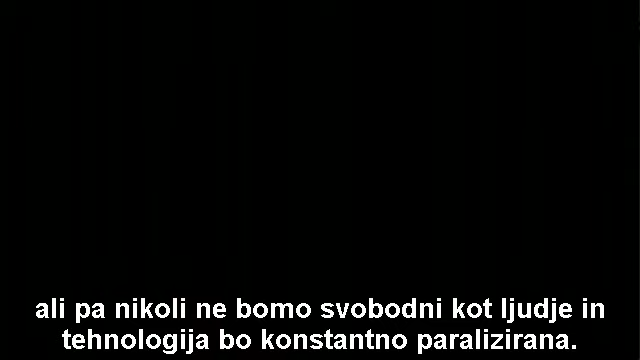 ali pa nikoli ne bomo svobodni kot ljudje in
tehnologija bo konstantno paralizirana.